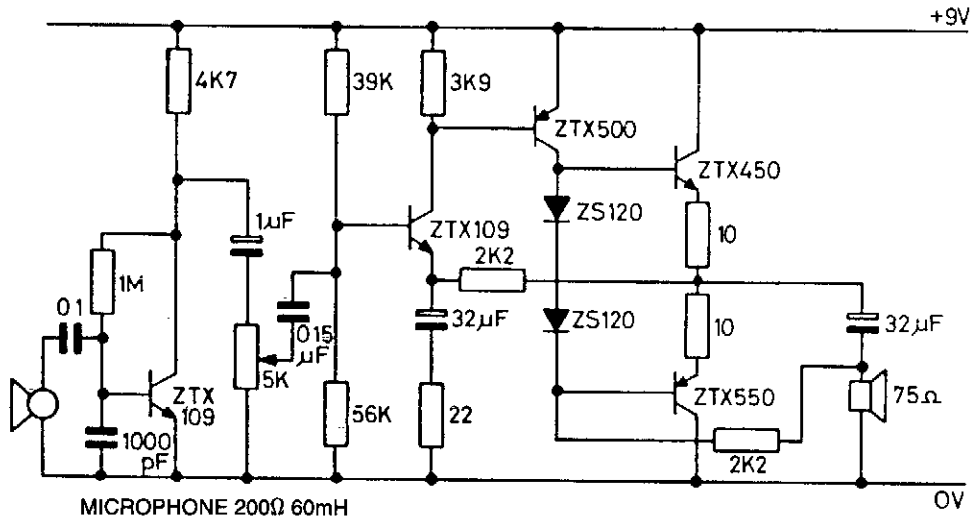 +9V
4K7
39K
3K9
ZTX500
ZTX450
1µF
ZS120
ZTX109
10
2K2
1M
01
015
µF
32µF
ZS120
10
32µF
5K
ZTX
109
56K
22
ZTX550
75Ω
1000
pF
2K2
0V
MICROPHONE 200Ω 60mH